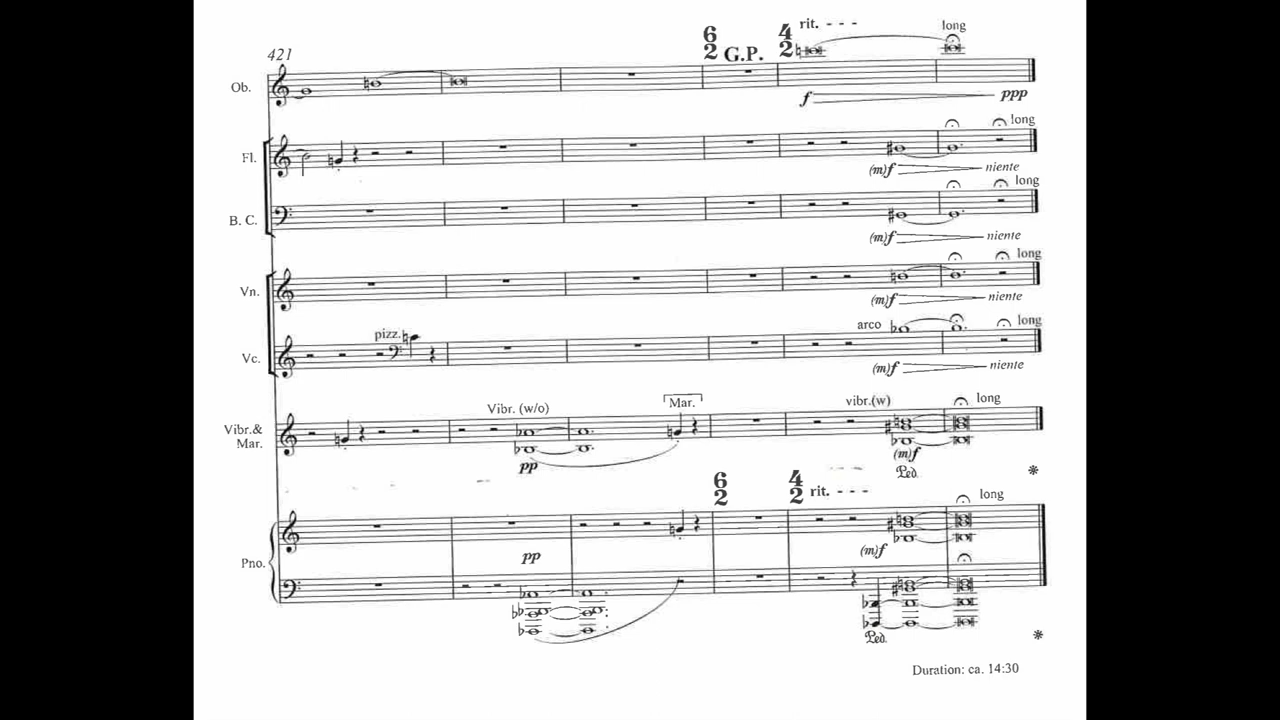 421
6
2 G.P.
4
2 rit. - - -
long
Ob.
f ppp
Fl.
long
(m)f niente
B. C.
long
(m)f niente
Vn.
long
(m)f niente
Vc.
pizz.
arco
long
(m)f niente
Vibr.&
Mar.
Vibr. (w/o)
Mar.
vibr.(w)
long
pp
(m)f
Ped.
6
2
4
2 rit. - - -
long
Pno.
pp
(m)f
Ped.
Duration: ca. 14:30